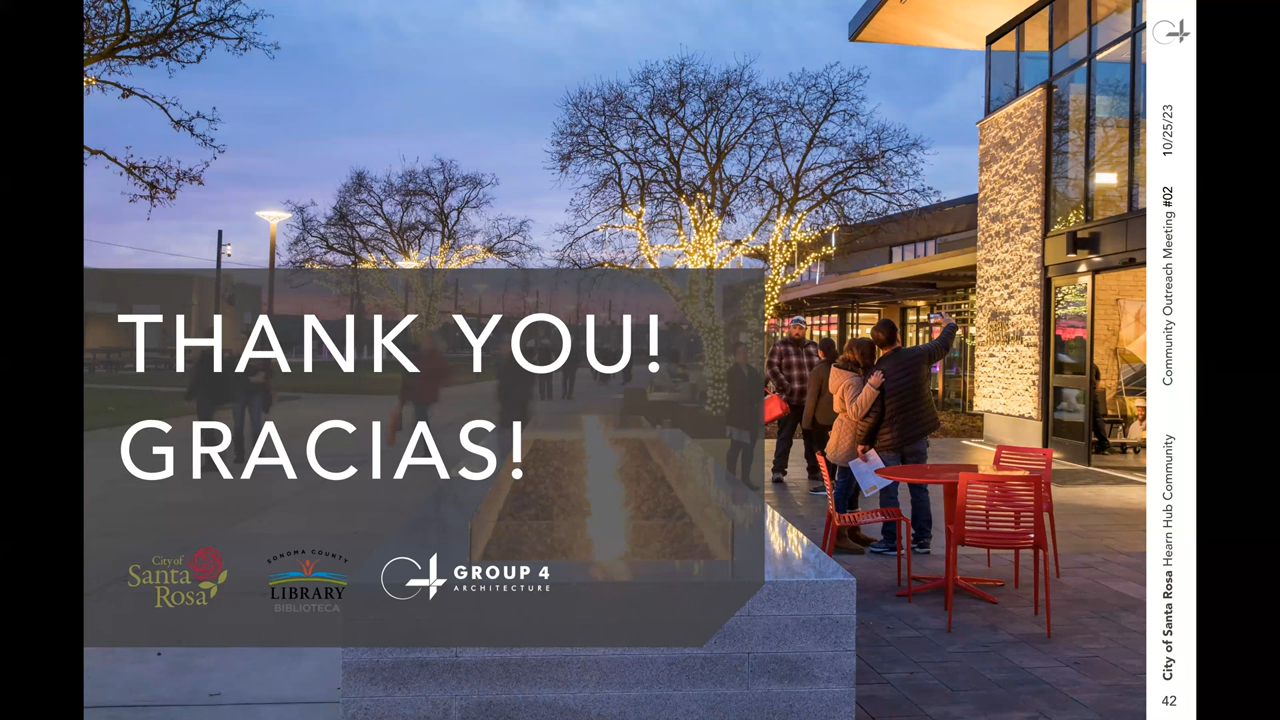 THANK YOU!
GRACIAS!
City of
Santa
Rosa
SONOMA COUNTY
LIBRARY
BIBLIOTECA
GROUP 4
ARCHITECTURE
City of Santa Rosa Hearn Hub Community
Community Outreach Meeting #02
10/25/23
42